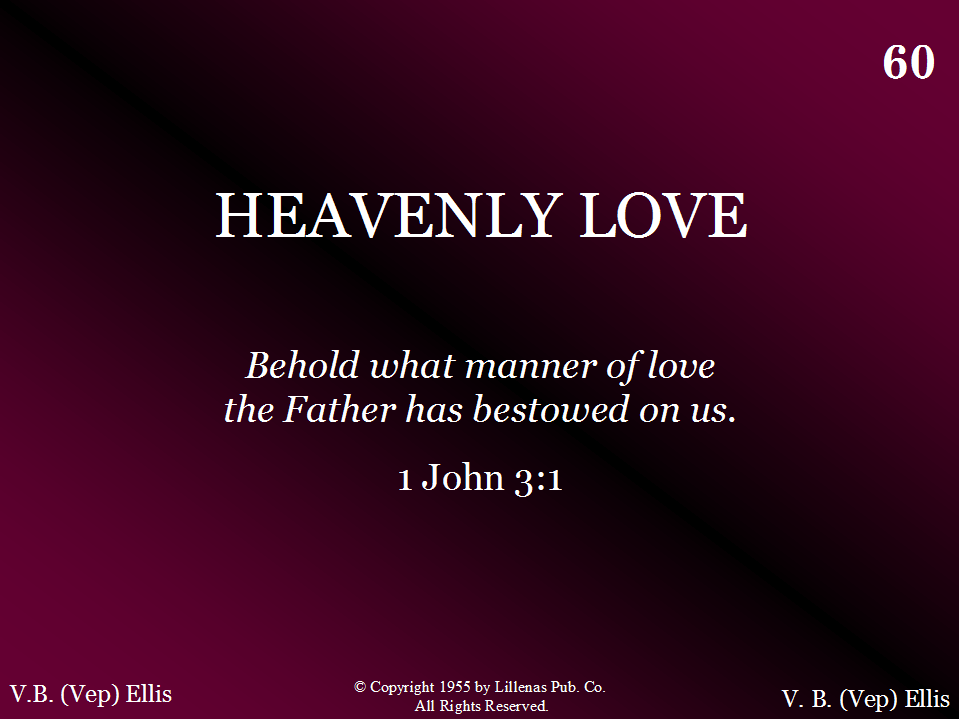 60
HEAVENLY LOVE
Behold what manner of love
the Father has bestowed on us.
1 John 3:1
V.B. (Vep) Ellis
© Copyright 1955 by Lillenas Pub. Co.
All Rights Reserved.
V. B. (Vep) Ellis